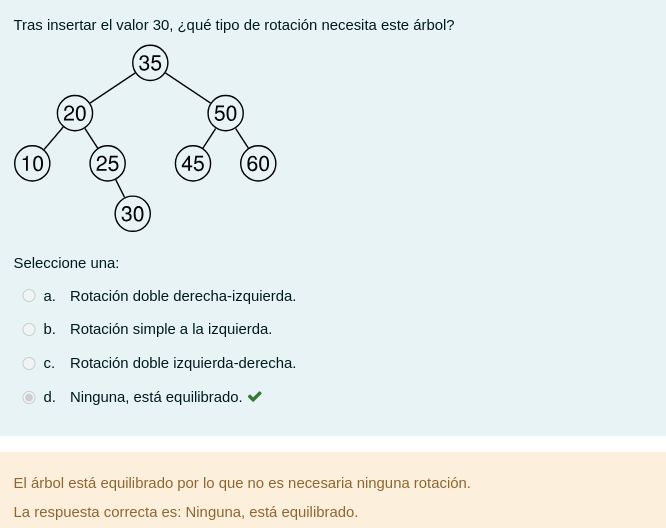 Tras insertar el valor 30, ¿qué tipo de rotación necesita este árbol?
35
20 50
10 25 45 60
30
Seleccione una:
a. Rotación doble derecha-izquierda.
b. Rotación simple a la izquierda.
c. Rotación doble izquierda-derecha.
d. Ninguna, está equilibrado.
El árbol está equilibrado por lo que no es necesaria ninguna rotación.
La respuesta correcta es: Ninguna, está equilibrado.